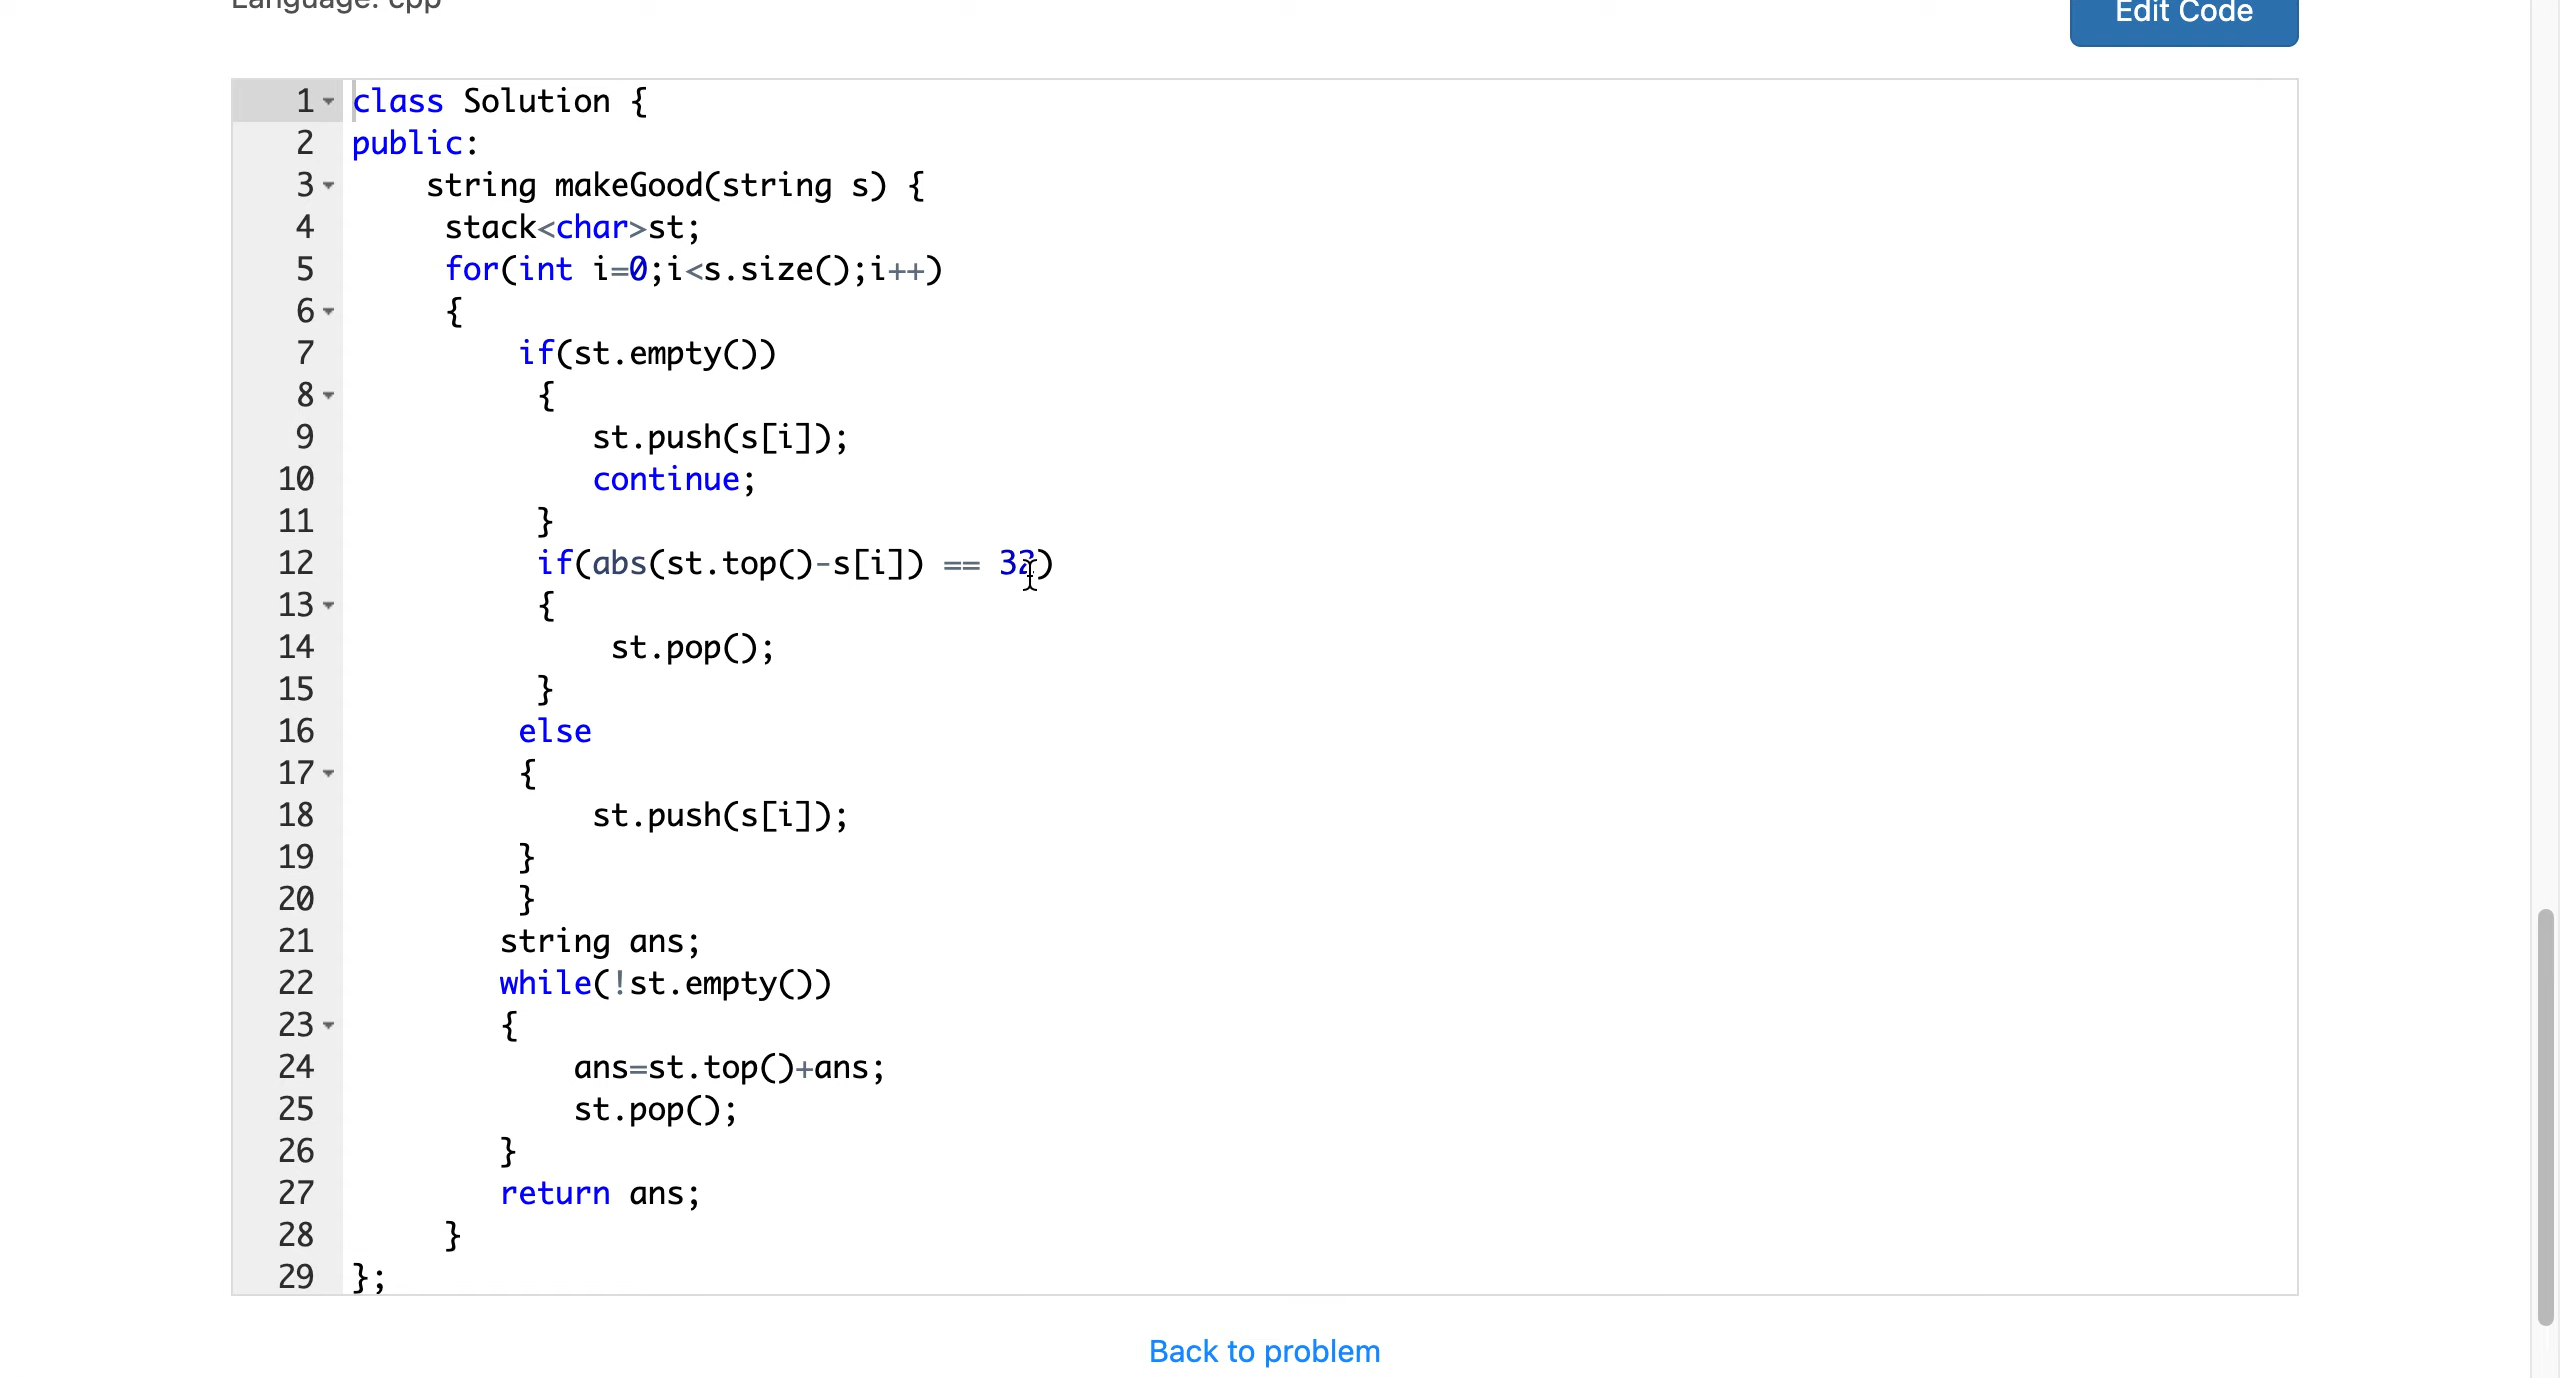 Language: cpp
Edit Code
1 class Solution {
2 public:
3 string makeGood(string s) {
4 stack<char>st;
5 for(int i=0;i<s.size();i++)
6 {
7 if(st.empty())
8 {
9 st.push(s[i]);
10 continue;
11 }
12 if(abs(st.top()-s[i]) == 32)
13 {
14 st.pop();
15 }
16 else
17 {
18 st.push(s[i]);
19 }
20 }
21 string ans;
22 while(!st.empty())
23 {
24 ans=st.top()+ans;
25 st.pop();
26 }
27 return ans;
28 }
29 };
Back to problem